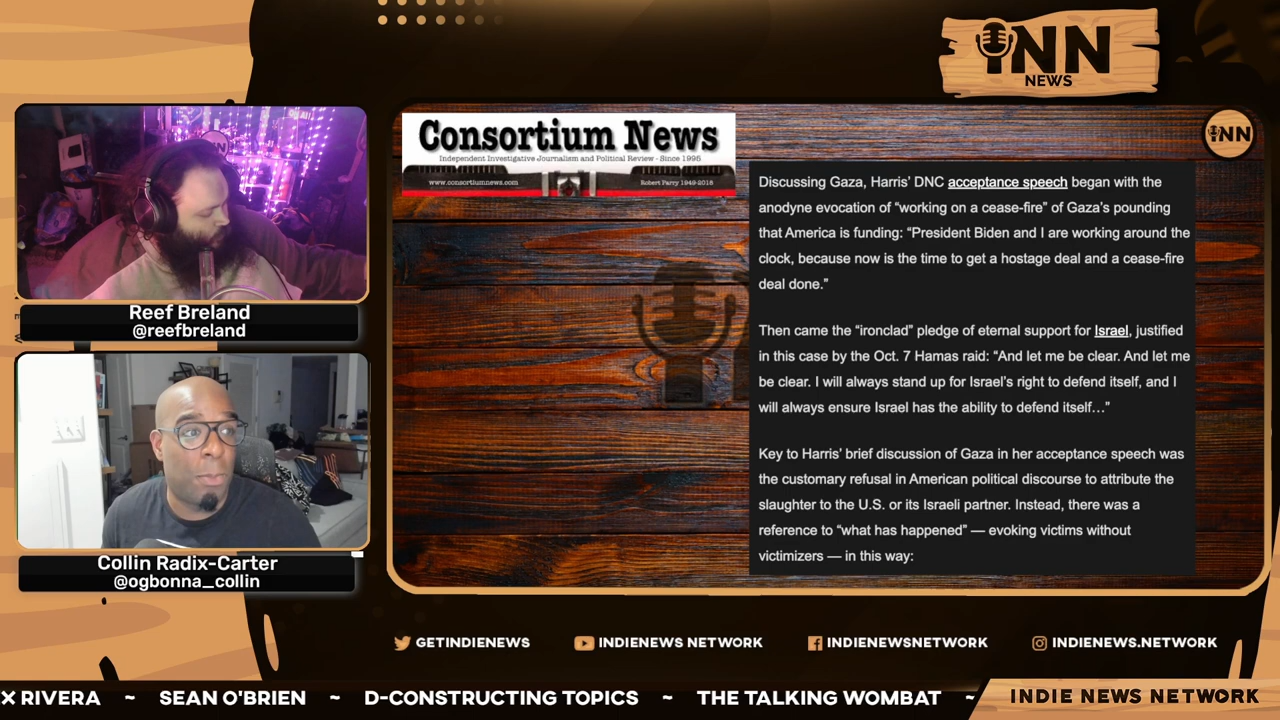 iNN
NEWS
iNN
Consortium News
Independent Investigative Journalism and Political Review - Since 1995
www.consortiumnews.com
Robert Parry 1949-2018
Discussing Gaza, Harris’ DNC acceptance speech began with the
anodyne evocation of “working on a cease-fire” of Gaza’s pounding
that America is funding: “President Biden and I are working around the
clock, because now is the time to get a hostage deal and a cease-fire
deal done.”
Then came the “ironclad” pledge of eternal support for Israel, justified
in this case by the Oct. 7 Hamas raid: “And let me be clear. And let me
be clear. I will always stand up for Israel’s right to defend itself, and I
will always ensure Israel has the ability to defend itself…”
Key to Harris’ brief discussion of Gaza in her acceptance speech was
the customary refusal in American political discourse to attribute the
slaughter to the U.S. or its Israeli partner. Instead, there was a
reference to “what has happened” — evoking victims without
victimizers — in this way:
Reef Breland
@reefbreland
Collin Radix-Carter
@ogbonna_collin
GETINDIENEWS
INDIENEWS NETWORK
INDIENEWSNETWORK
INDIENEWS.NETWORK
X RIVERA ~ SEAN O'BRIEN ~ D-CONSTRUCTING TOPICS ~ THE TALKING WOMBAT ~
INDIE NEWS NETWORK